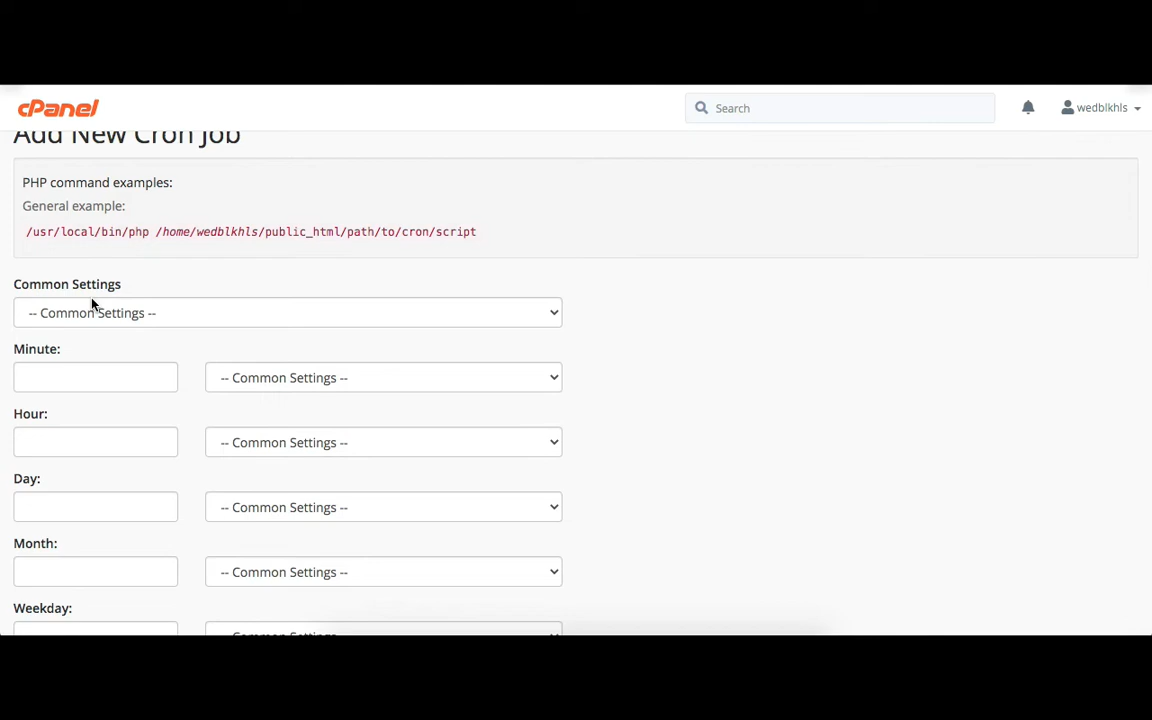 cPanel
Search
wedblkhls
Add New Cron Job
PHP command examples:
General example:
/usr/local/bin/php /home/wedblkhls/public_html/path/to/cron/script
Common Settings
-- Common Settings --
Minute:
-- Common Settings --
Hour:
-- Common Settings --
Day:
-- Common Settings --
Month:
-- Common Settings --
Weekday:
-- Common Settings --